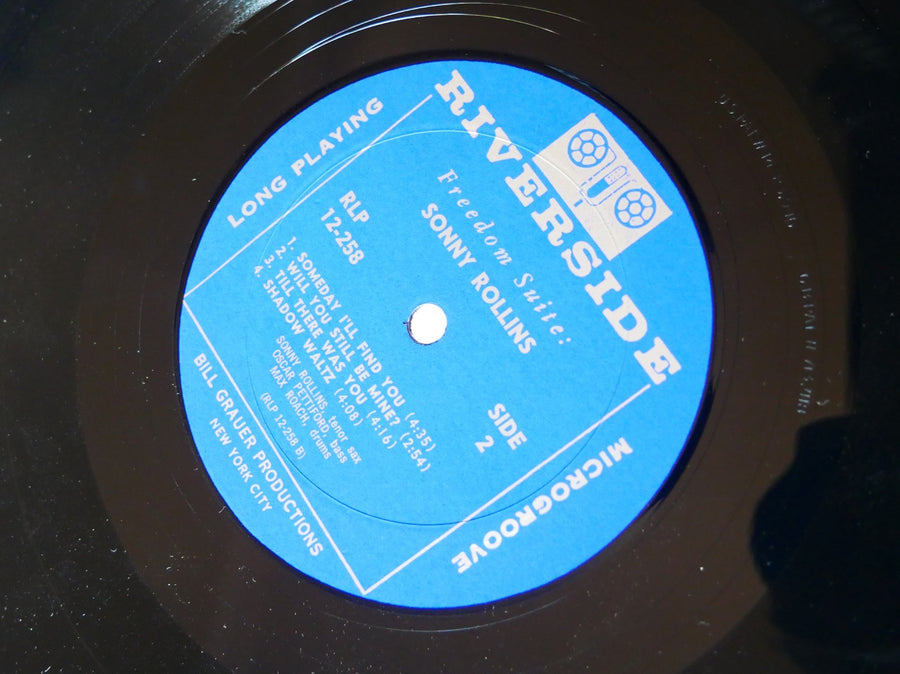 RIVERSIDE
LONG PLAYING
MICROGROOVE
Freedom Suite:
SONNY ROLLINS
RLP
12-258
SIDE
2
1. SOMEDAY I'LL FIND YOU (4:35)
2. WILL YOU STILL BE MINE? (2:54)
3. TILL THERE WAS YOU (4:16)
4. SHADOW WALTZ (4:08)
SONNY ROLLINS, tenor sax
OSCAR PETTIFORD, bass
MAX ROACH, drums
(RLP 12-258 B)
BILL GRAUER PRODUCTIONS
NEW YORK CITY